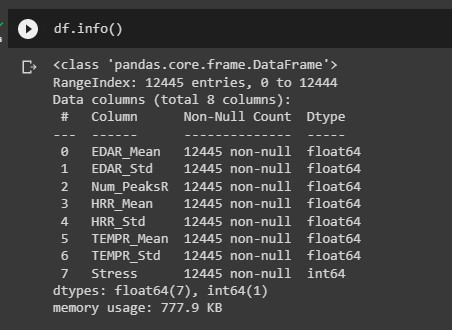 df.info()
<class 'pandas.core.frame.DataFrame'>
RangeIndex: 12445 entries, 0 to 12444
Data columns (total 8 columns):
 #   Column      Non-Null Count  Dtype
---  ------      --------------  -----
 0   EDAR_Mean   12445 non-null  float64
 1   EDAR_Std    12445 non-null  float64
 2   Num_PeaksR  12445 non-null  float64
 3   HRR_Mean    12445 non-null  float64
 4   HRR_Std     12445 non-null  float64
 5   TEMPR_Mean  12445 non-null  float64
 6   TEMPR_Std   12445 non-null  float64
 7   Stress      12445 non-null  int64
dtypes: float64(7), int64(1)
memory usage: 777.9 KB